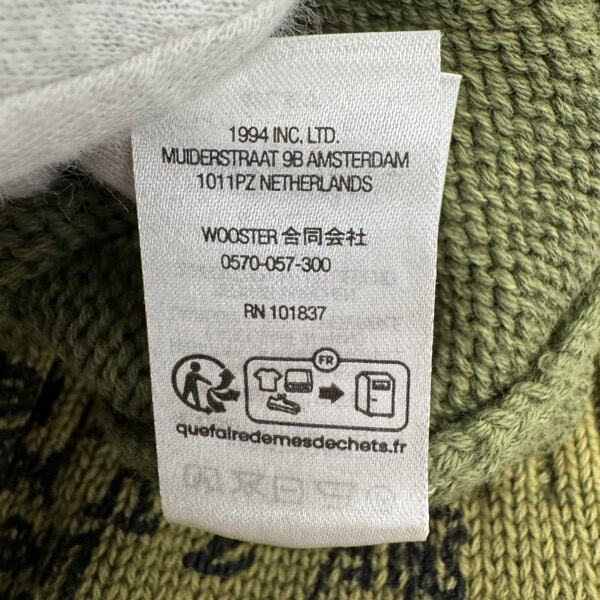 1994 INC. LTD.
MUIDERSTRAAT 9B AMSTERDAM
1011PZ NETHERLANDS
WOOSTER 合同会社
0570-057-300
RN 101837
FR
quefairedemesdechets.fr